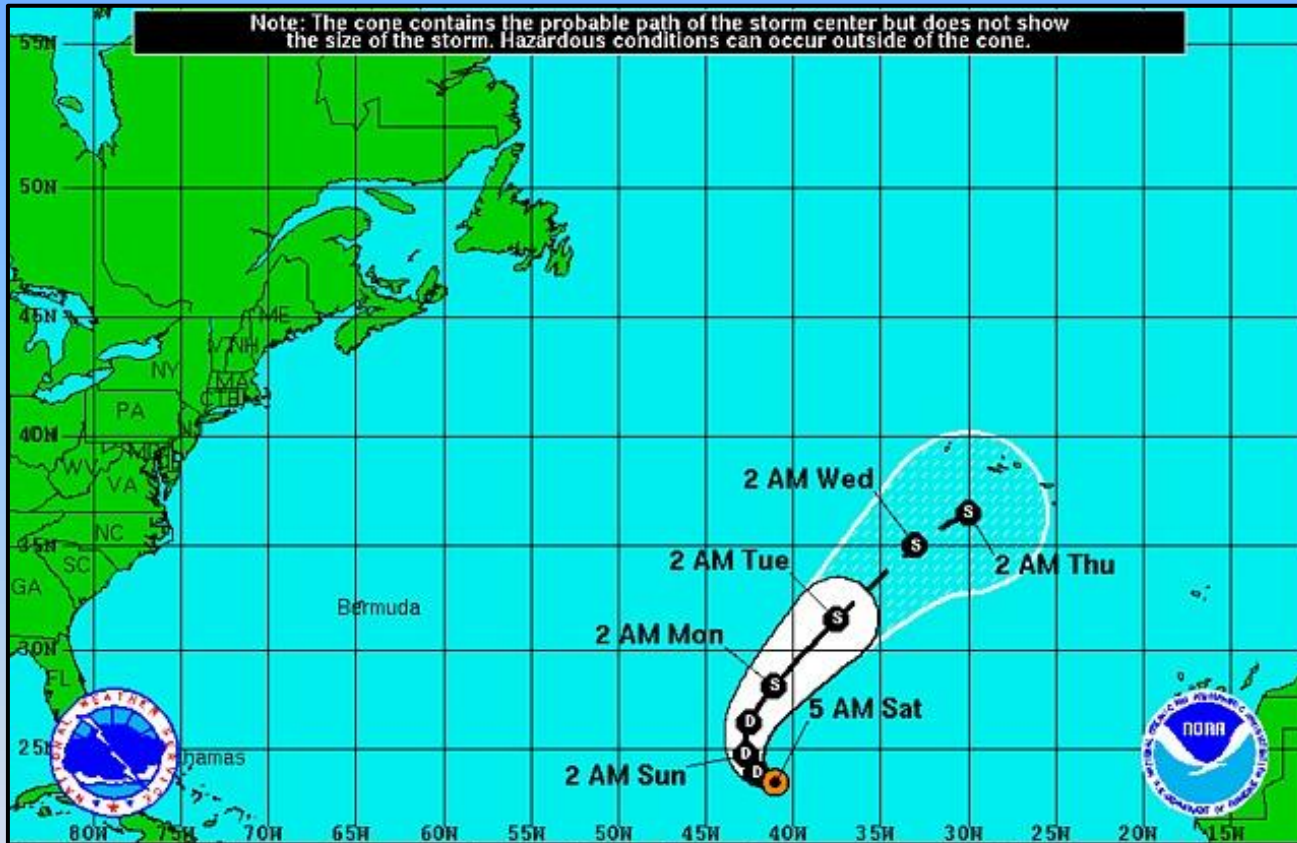 Note: The cone contains the probable path of the storm center but does not show
the size of the storm. Hazardous conditions can occur outside of the cone.
55N
50N
45N
ME
NH
NY
MA
PA
40N
2 AM Wed
WV
VA
NC
35N
SC
2 AM Tue
2 AM Thu
GA
Bermuda
2 AM Mon
30N
FL
5 AM Sat
NATIONAL WEATHER SERVICE
NOAA
25N
hamas
2 AM Sun
S
S
S
S
D
D
D
80W 75W 70W 65W 60W 55W 50W 45W 40W 35W 30W 25W 20W 15W